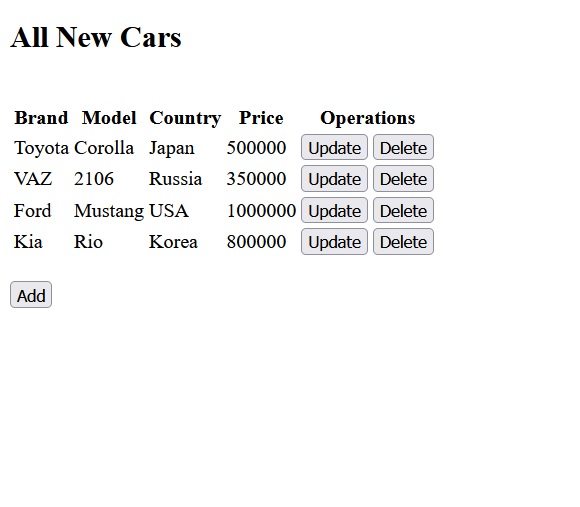 All New Cars
Brand Model Country Price Operations
Toyota Corolla Japan 500000 Update Delete
VAZ 2106 Russia 350000 Update Delete
Ford Mustang USA 1000000 Update Delete
Kia Rio Korea 800000 Update Delete
Add